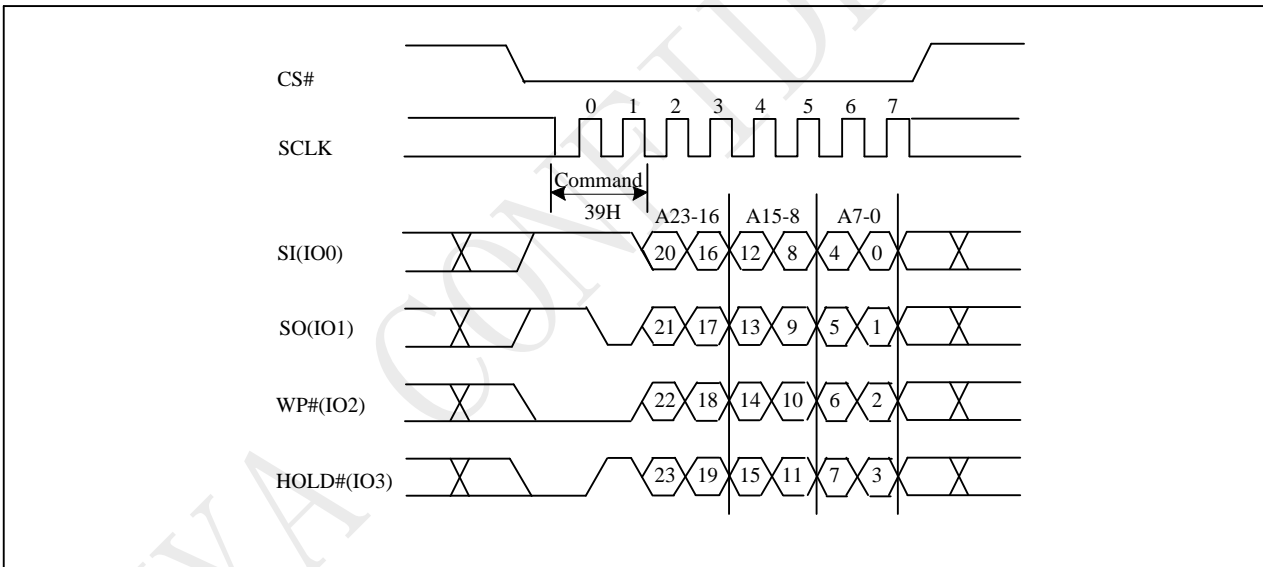 CS#
0 1 2 3 4 5 6 7
SCLK
Command
39H
A23-16 A15-8 A7-0
SI(IO0) 20 16 12 8 4 0
SO(IO1) 21 17 13 9 5 1
WP#(IO2) 22 18 14 10 6 2
HOLD#(IO3) 23 19 15 11 7 3